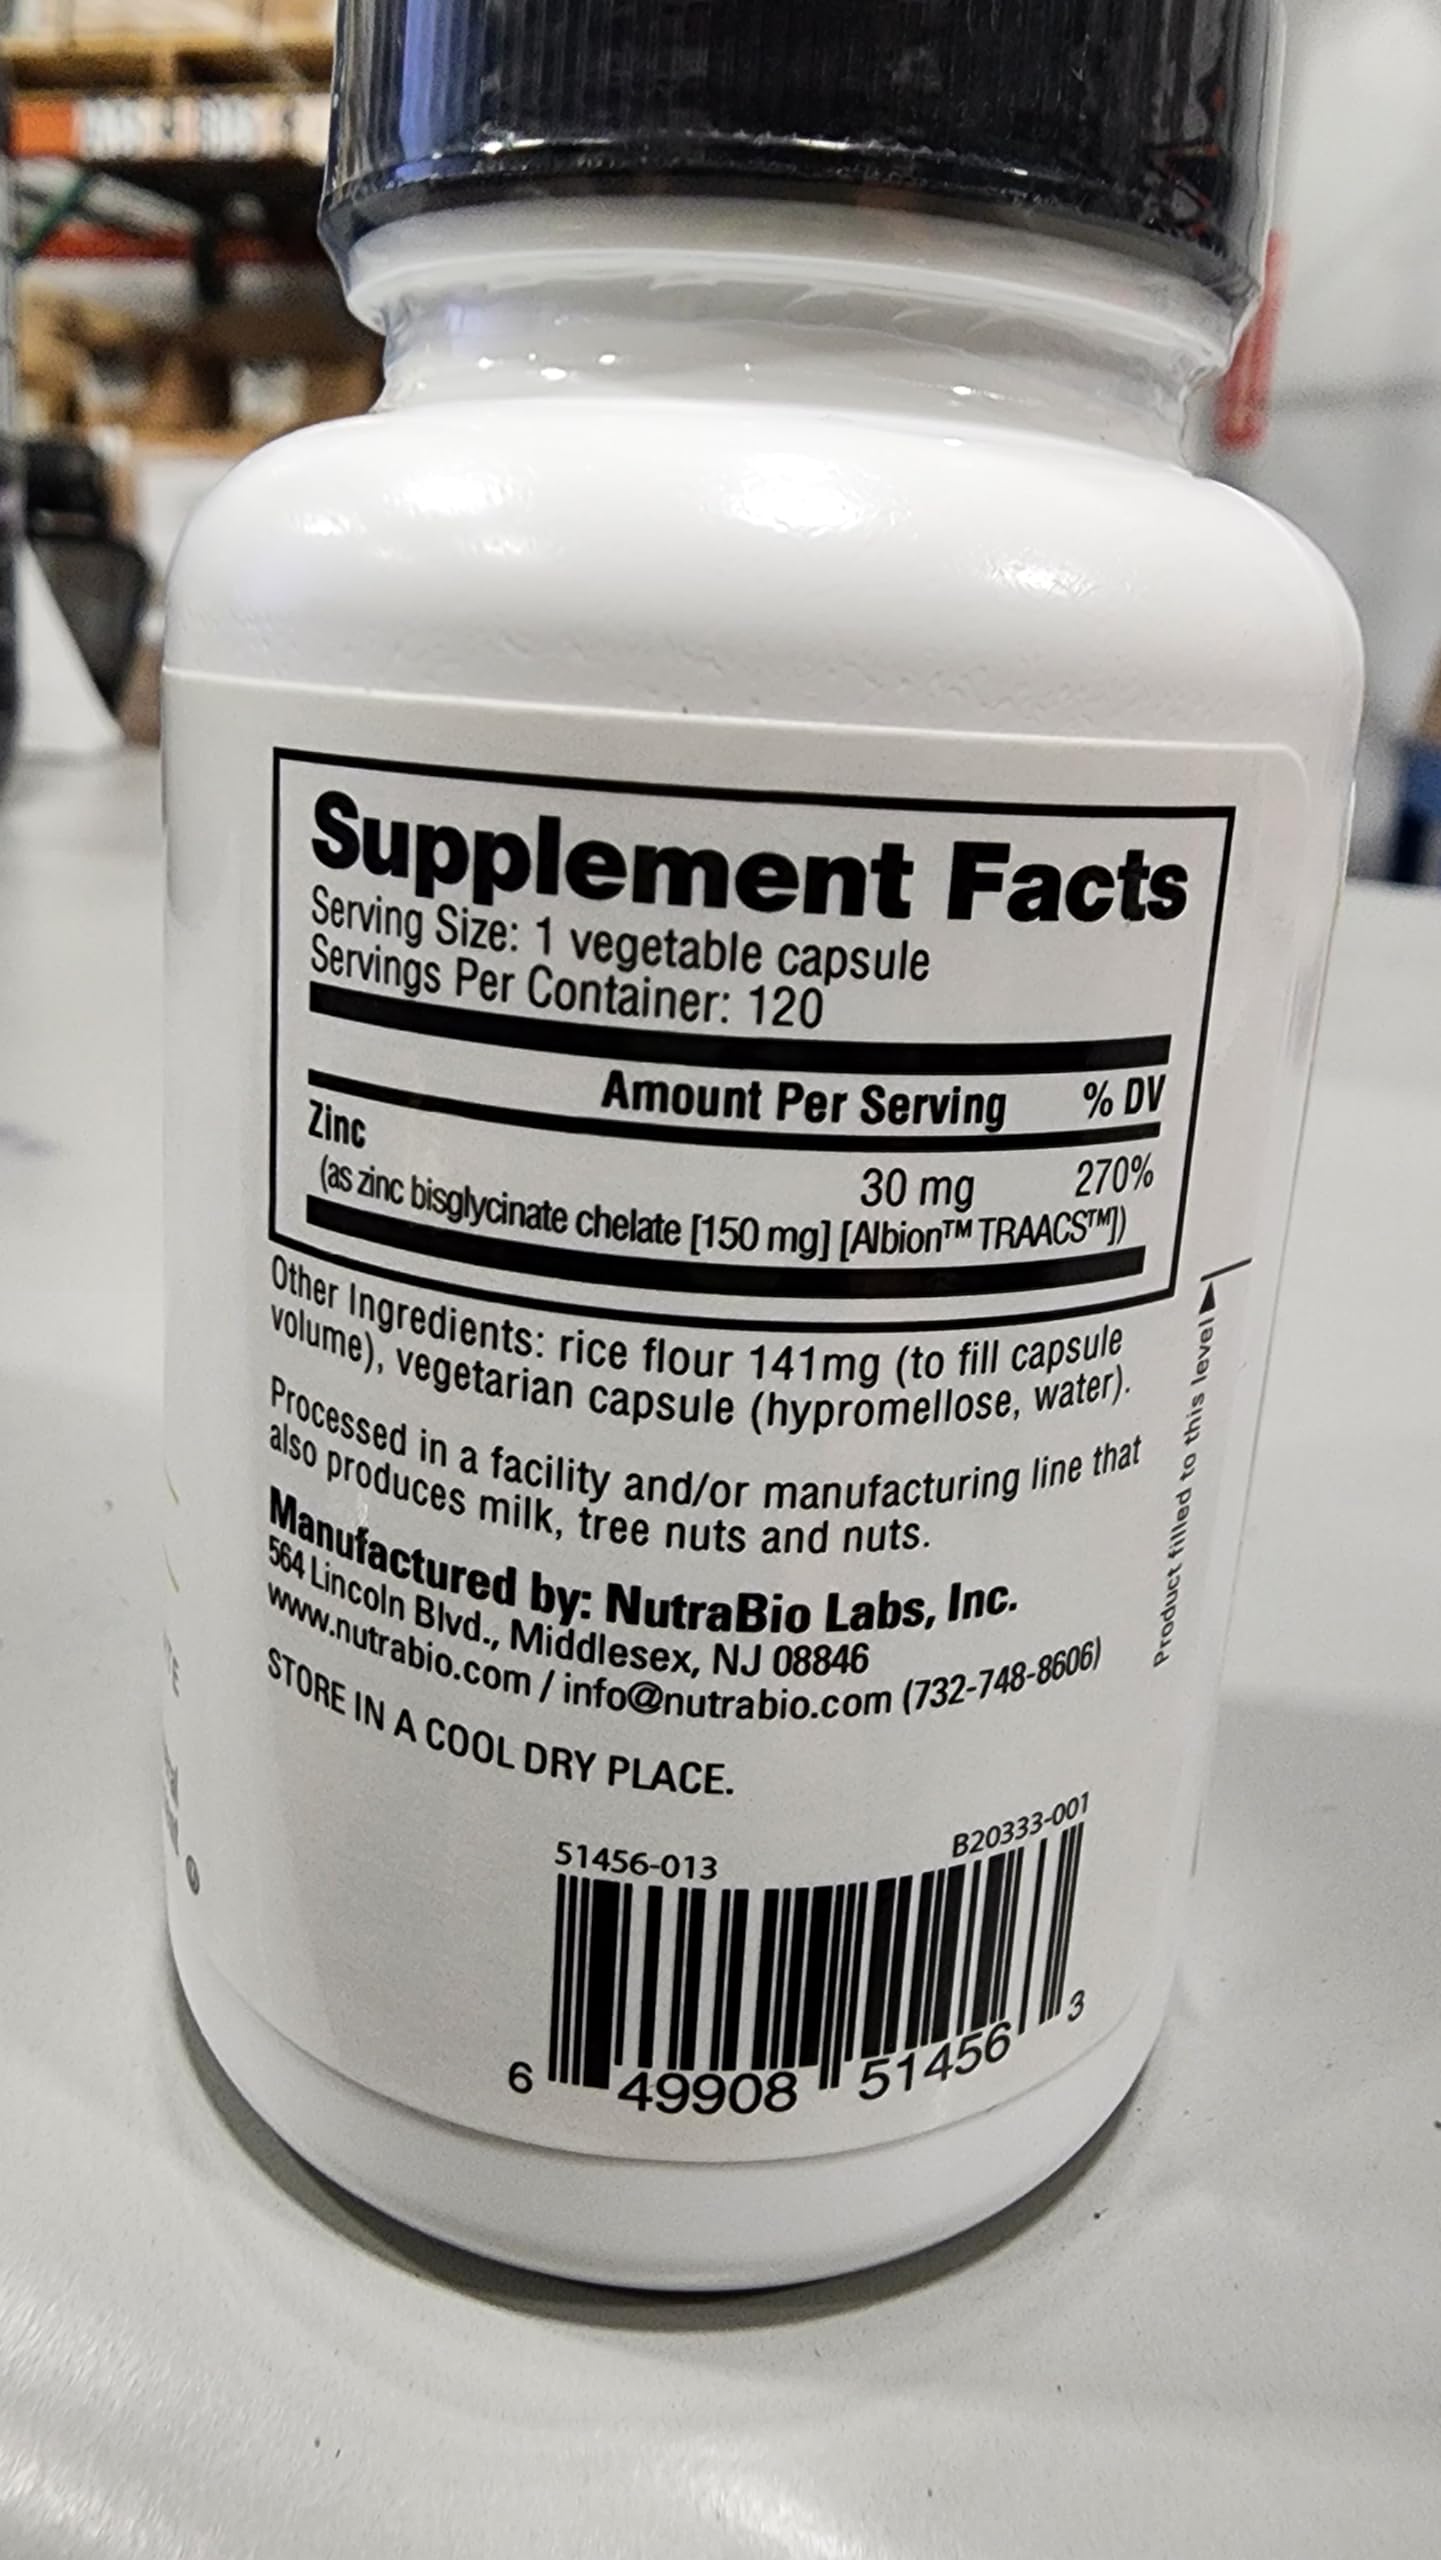 Supplement Facts
Serving Size: 1 vegetable capsule
Servings Per Container: 120
Amount Per Serving % DV
Zinc 30 mg 270%
(as zinc bisglycinate chelate [150 mg] [Albion™ TRAACS™])
Other Ingredients: rice flour 141mg (to fill capsule
volume), vegetarian capsule (hypromellose, water).
Processed in a facility and/or manufacturing line that
also produces milk, tree nuts and nuts.
Manufactured by: NutraBio Labs, Inc.
564 Lincoln Blvd., Middlesex, NJ 08846
www.nutrabio.com / info@nutrabio.com (732-748-8606)
STORE IN A COOL DRY PLACE.
Product filled to this level
51456-013 B20333-001
6 49908 51456 3